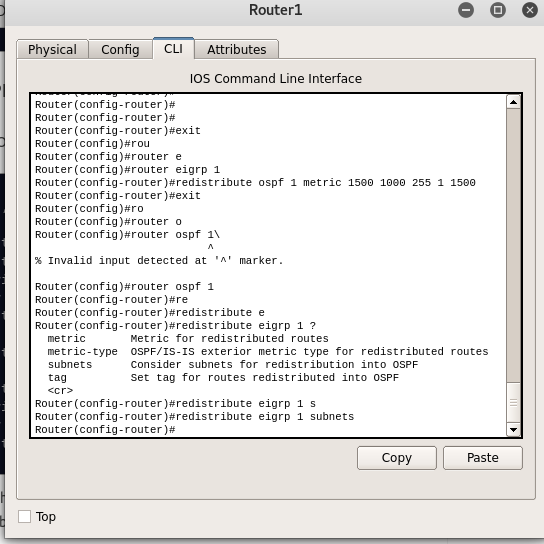 Router1
Physical Config CLI Attributes
IOS Command Line Interface
Router(config-router)#
Router(config-router)#
Router(config-router)#
Router(config-router)#exit
Router(config)#rou
Router(config)#router e
Router(config)#router eigrp 1
Router(config-router)#redistribute ospf 1 metric 1500 1000 255 1 1500
Router(config-router)#exit
Router(config)#ro
Router(config)#router o
Router(config)#router ospf 1\
^
% Invalid input detected at '^' marker.
Router(config)#router ospf 1
Router(config-router)#re
Router(config-router)#redistribute e
Router(config-router)#redistribute eigrp 1 ?
metric Metric for redistributed routes
metric-type OSPF/IS-IS exterior metric type for redistributed routes
subnets Consider subnets for redistribution into OSPF
tag Set tag for routes redistributed into OSPF
<cr>
Router(config-router)#redistribute eigrp 1 s
Router(config-router)#redistribute eigrp 1 subnets
Router(config-router)#
Copy Paste
Top